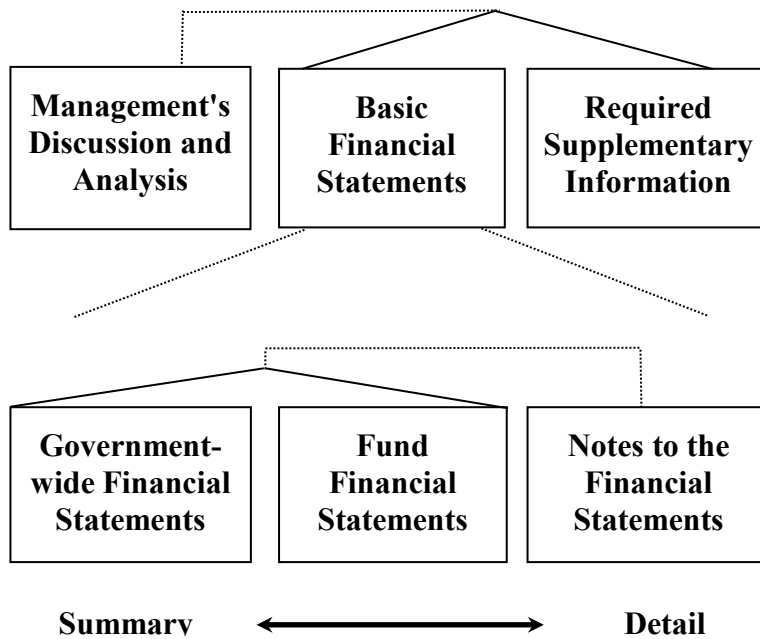 Management's
Discussion and
Analysis
Basic
Financial
Statements
Required
Supplementary
Information
Government-
wide Financial
Statements
Fund
Financial
Statements
Notes to the
Financial
Statements
Summary
Detail